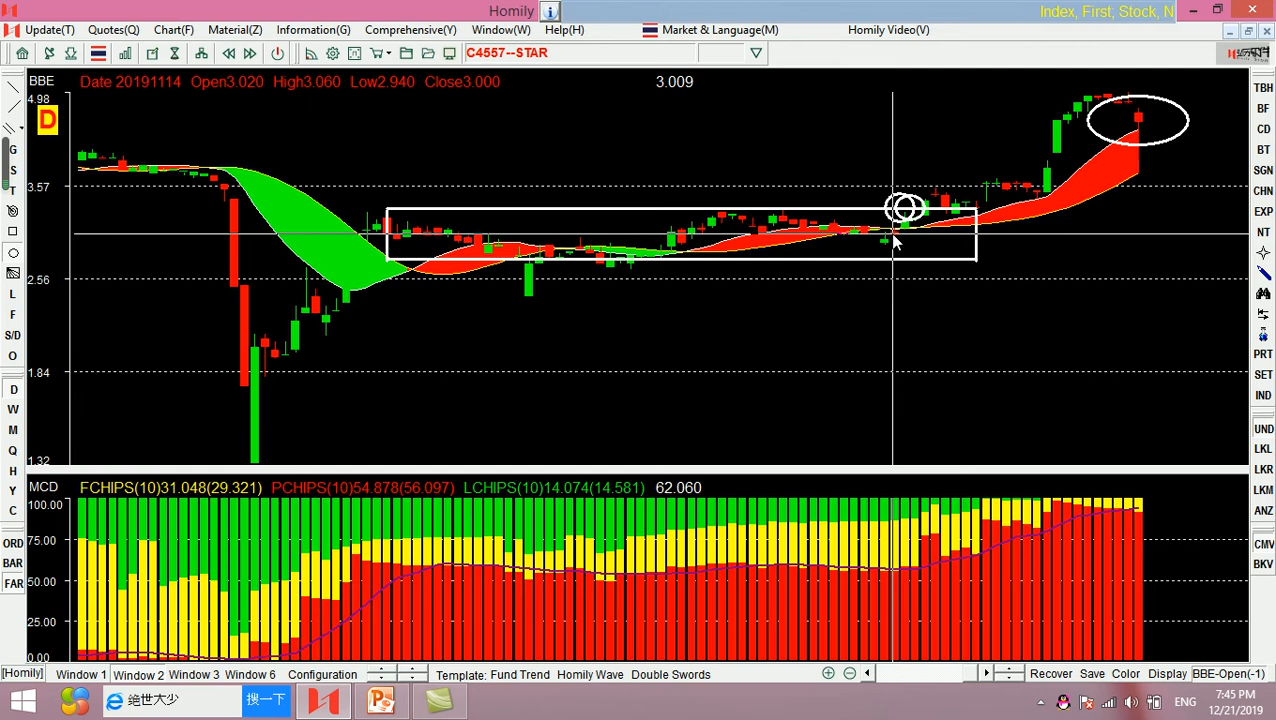 Homily
Index, First; Stock, N
Update(T) Quotes(Q) Chart(F) Material(Z) Information(G) Comprehensive(Y) Window(W) Help(H) Market & Language(M) Homily Video(V)
C4557--STAR
BBE Date 20191114 Open3.020 High3.060 Low2.940 Close3.000 3.009
4.98
D
3.57
2.56
1.84
1.32
MCD FCHIPS(10)31.048(29.321) PCHIPS(10)54.878(56.097) LCHIPS(10)14.074(14.581) 62.060
100.00
75.00
50.00
25.00
0.00
G
S
T
L
F
S/D
O
D
W
M
Q
H
Y
C
ORD
BAR
FAR
TBH
BF
CD
BT
SGN
CHN
EXP
NT
PRT
SET
IND
UND
LKL
LKR
LKM
ANZ
CMV
BKV
[Homily] Window 1 Window 2 Window 3 Window 6 Configuration Template: Fund Trend Homily Wave Double Swords Recover Save Color Display BBE-Open(-1)
绝世大少 搜一下 ENG 7:45 PM
12/21/2019